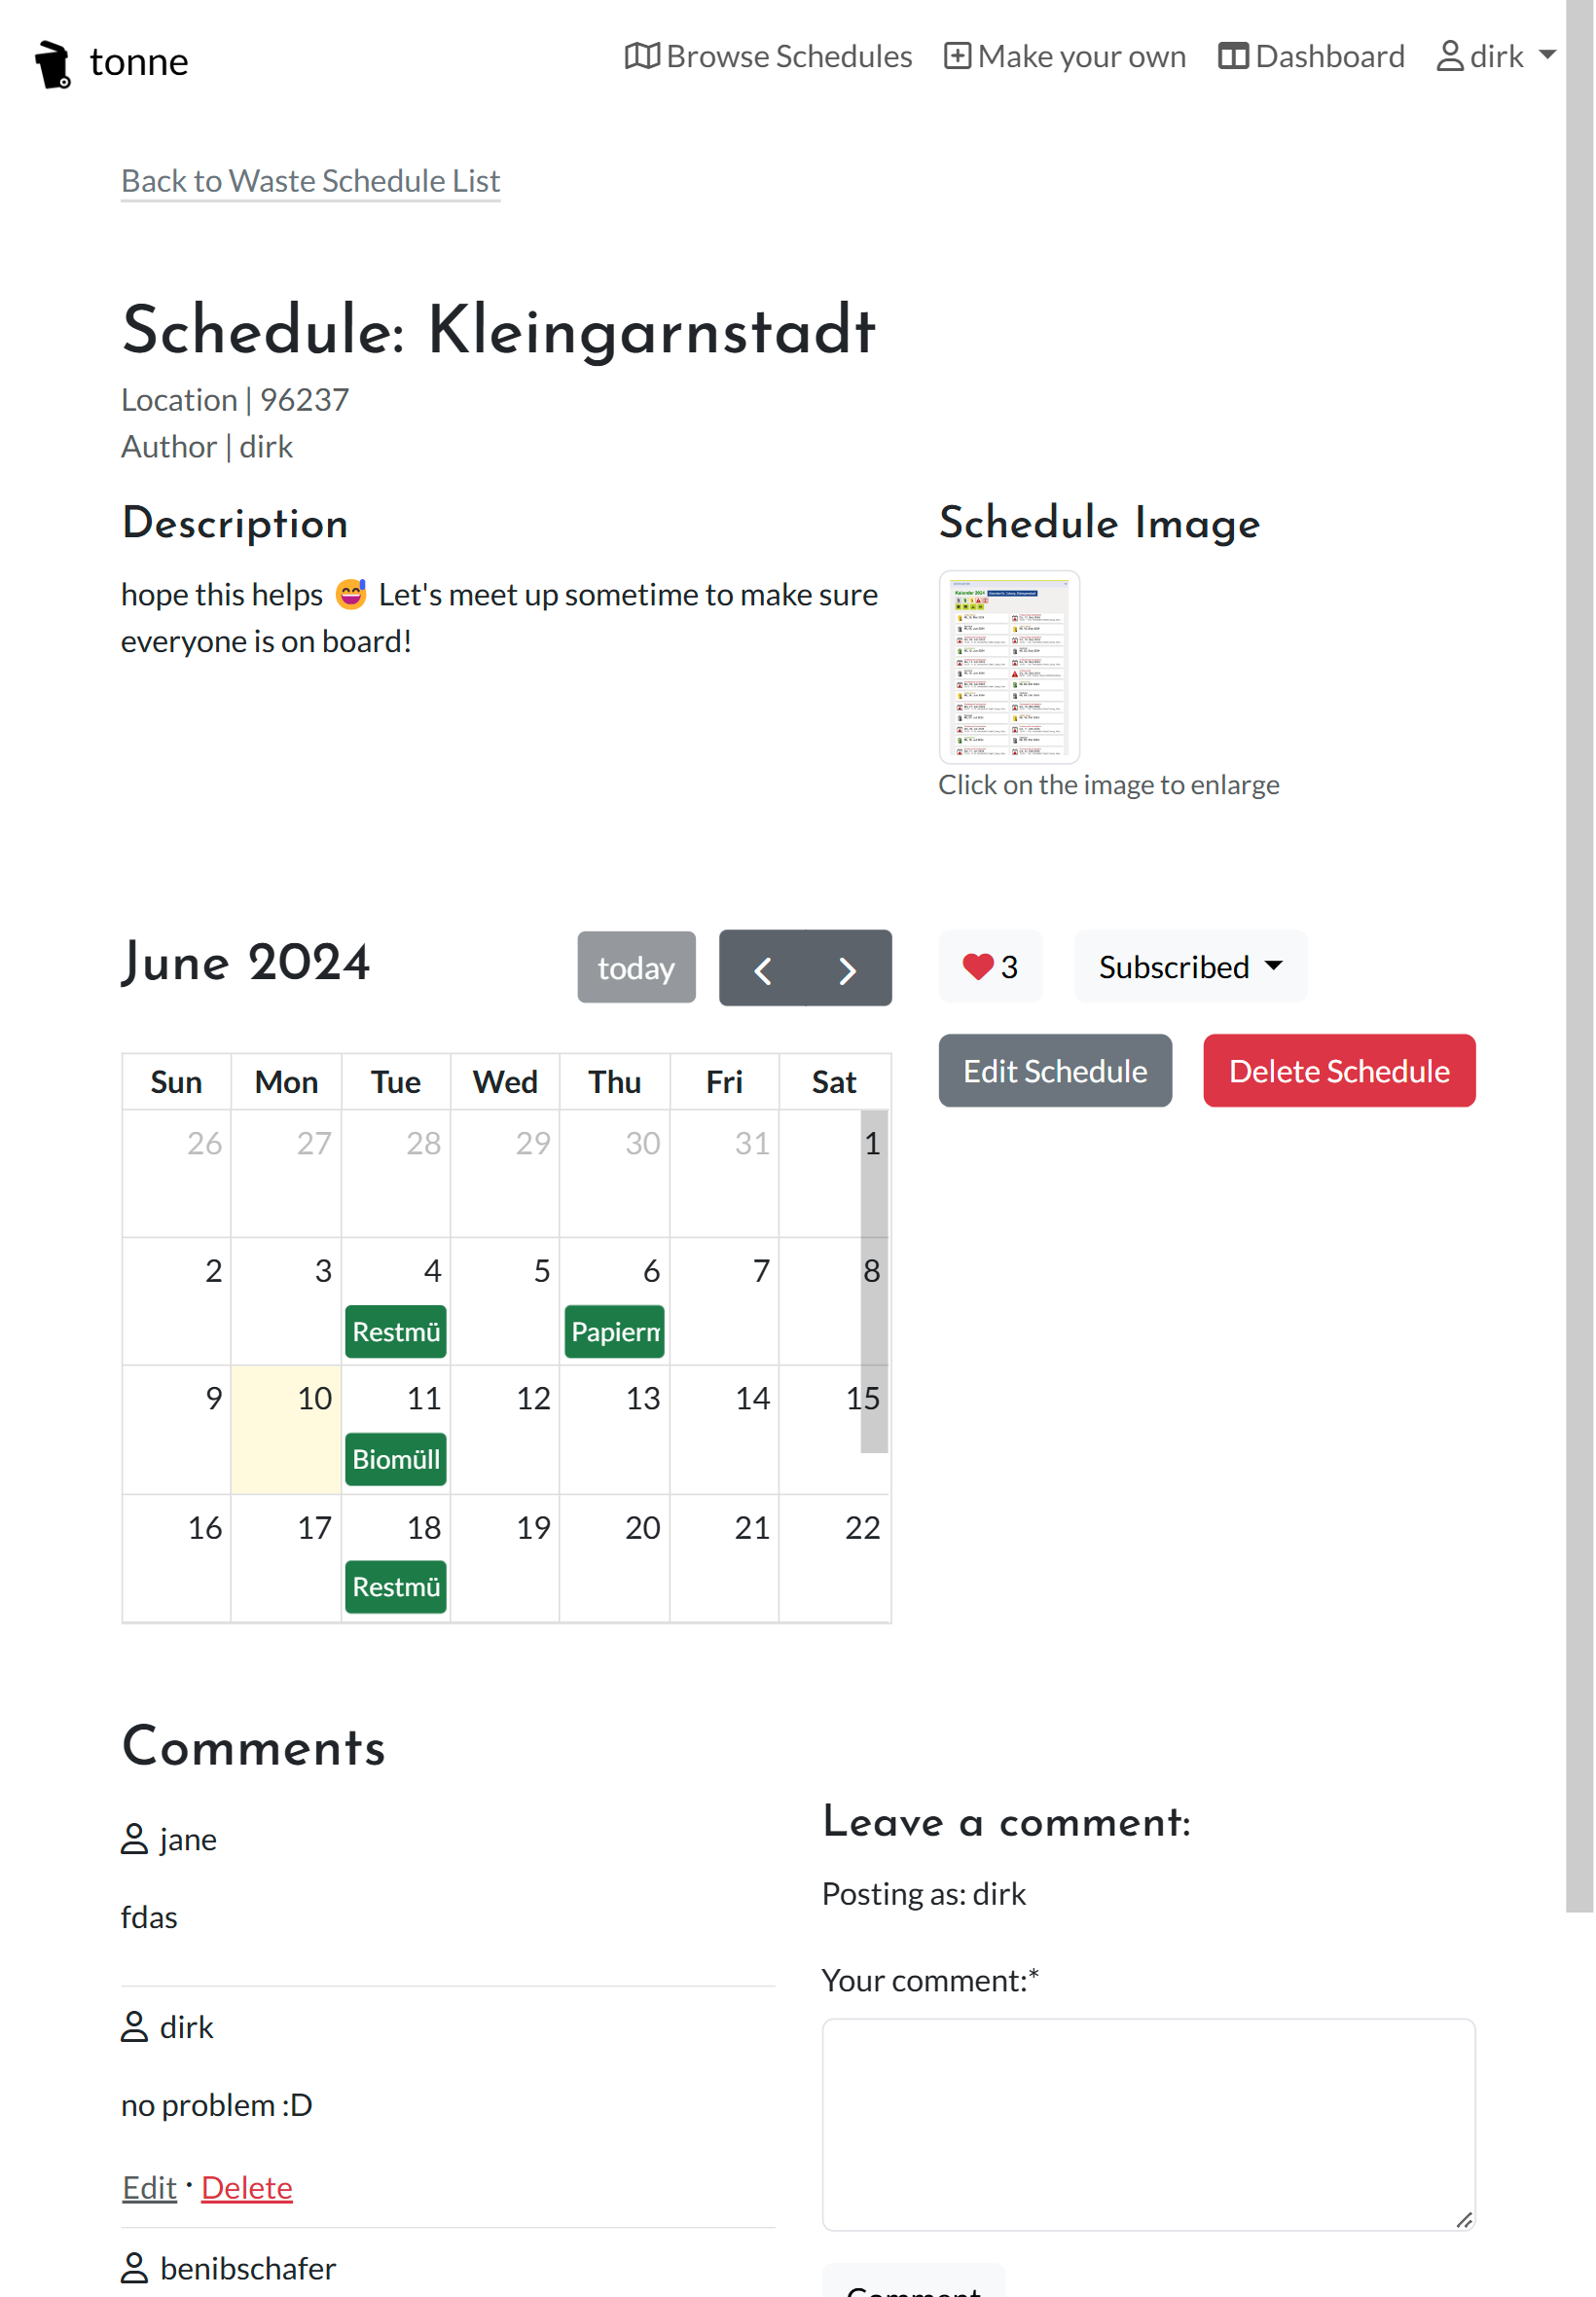 tonne
Browse Schedules
Make your own
Dashboard
dirk
Back to Waste Schedule List
Schedule: Kleingarnstadt
Location | 96237
Author | dirk
Description
hope this helps 😅 Let's meet up sometime to make sure
everyone is on board!
Schedule Image
Kalender 2024
Click on the image to enlarge
June 2024
today
3
Subscribed
Edit Schedule
Delete Schedule
Sun Mon Tue Wed Thu Fri Sat
26 27 28 29 30 31 1
2 3 4 5 6 7 8
Restmü
Papierm
9 10 11 12 13 14 15
Biomüll
16 17 18 19 20 21 22
Restmü
Comments
jane
fdas
dirk
no problem :D
Edit · Delete
benibschafer
Leave a comment:
Posting as: dirk
Your comment:*
Comment